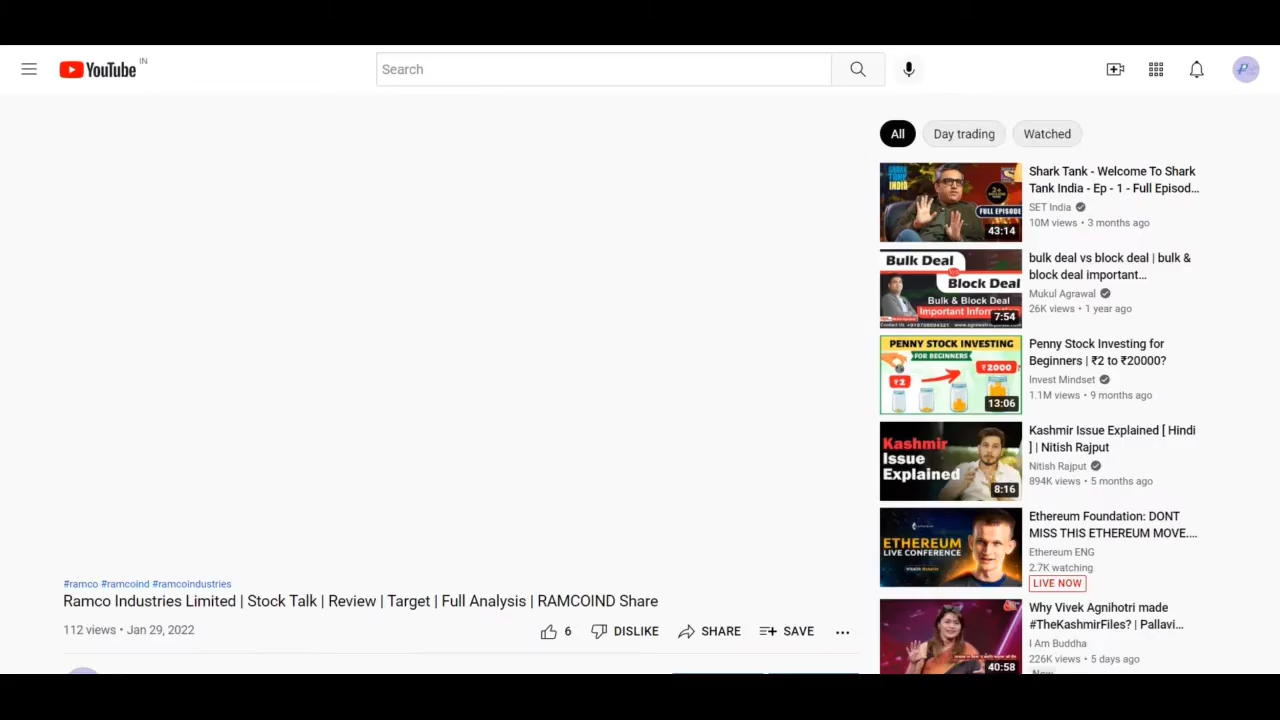 YouTube IN
Search
All
Day trading
Watched
SHARK TANK INDIA
FULL EPISODE
43:14
Shark Tank - Welcome To Shark
Tank India - Ep - 1 - Full Episod...
SET India
10M views • 3 months ago
Bulk Deal
Block Deal
Bulk & Block Deal
7:54
bulk deal vs block deal | bulk &
block deal important...
Mukul Agrawal
26K views • 1 year ago
PENNY STOCK INVESTING
FOR BEGINNERS
₹2
₹2000
13:06
Penny Stock Investing for
Beginners | ₹2 to ₹20000?
Invest Mindset
1.1M views • 9 months ago
Kashmir
Issue
Explained
8:16
Kashmir Issue Explained [ Hindi
] | Nitish Rajput
Nitish Rajput
894K views • 5 months ago
ETHEREUM
LIVE CONFERENCE
Ethereum Foundation: DONT
MISS THIS ETHEREUM MOVE....
Ethereum ENG
2.7K watching
LIVE NOW
40:58
Why Vivek Agnihotri made
#TheKashmirFiles? | Pallavi...
I Am Buddha
226K views • 5 days ago
New
#ramco #ramcoind #ramcoindustries
Ramco Industries Limited | Stock Talk | Review | Target | Full Analysis | RAMCOIND Share
112 views • Jan 29, 2022
6
DISLIKE
SHARE
SAVE